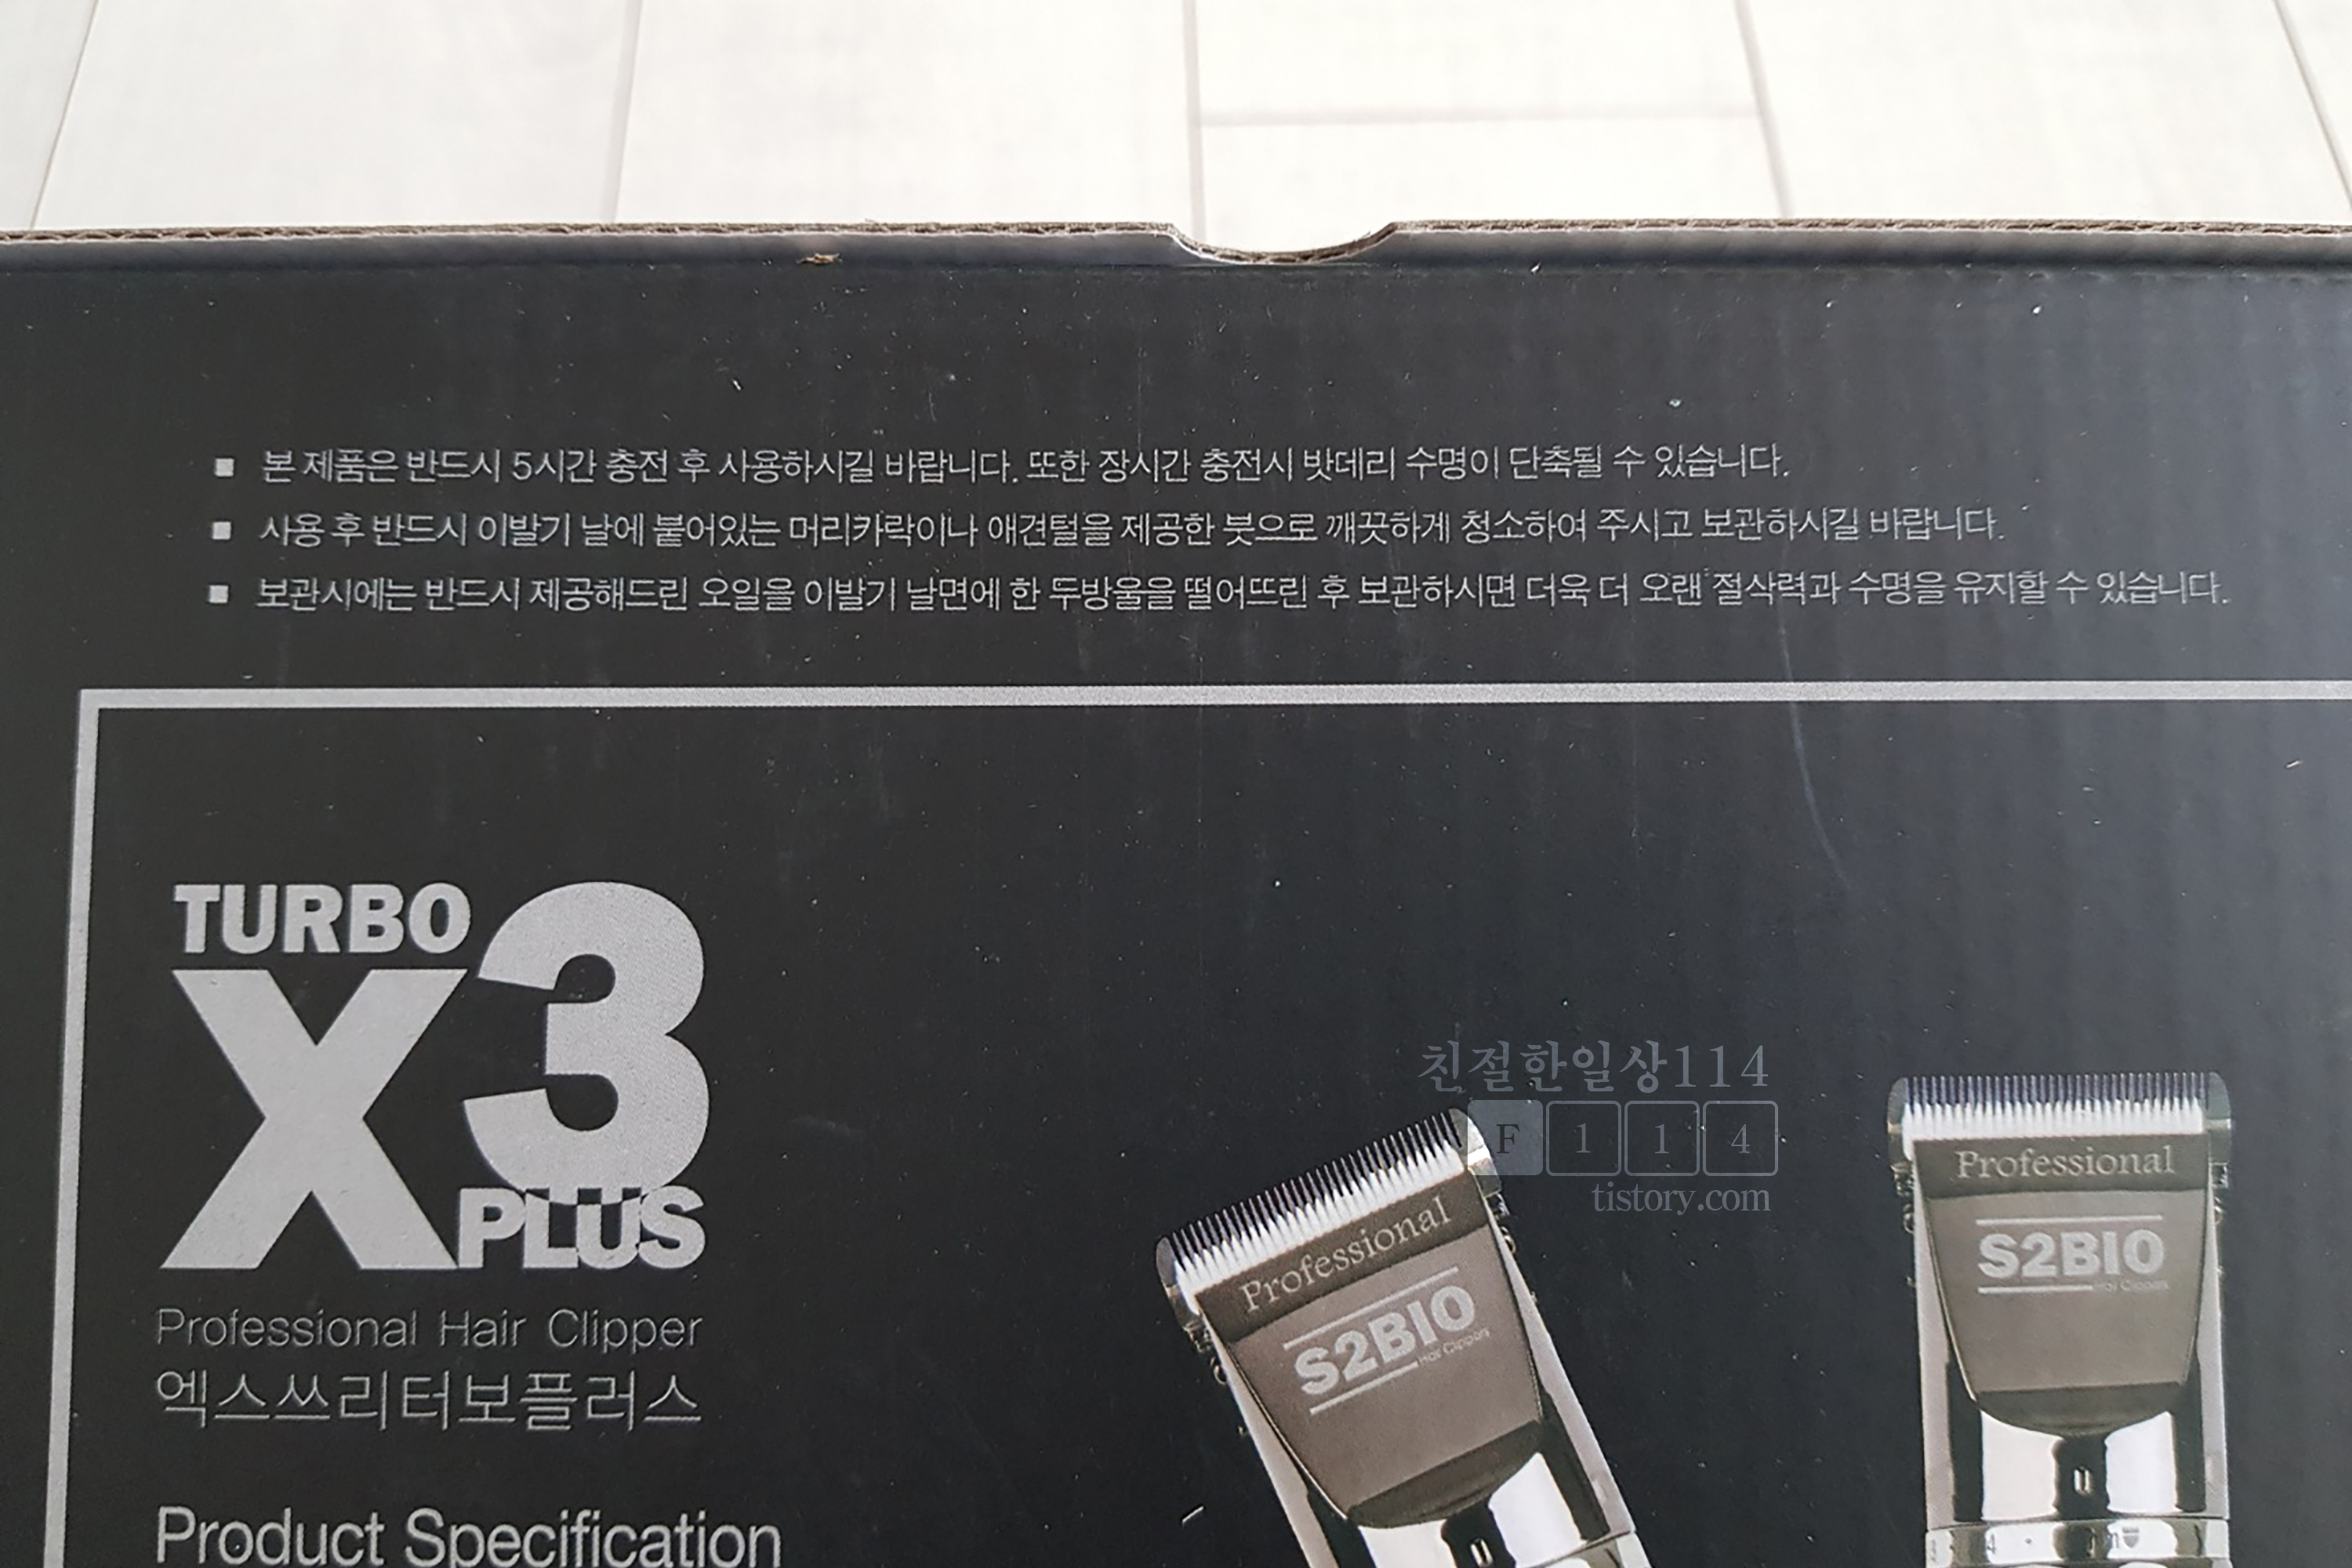 ▪ 본 제품은 반드시 5시간 충전 후 사용하시길 바랍니다. 또한 장시간 충전시 밧데리 수명이 단축될 수 있습니다.
▪ 사용 후 반드시 이발기 날에 붙어있는 머리카락이나 애견털을 제공한 붓으로 깨끗하게 청소하여 주시고 보관하시길 바랍니다.
▪ 보관시에는 반드시 제공해드린 오일을 이발기 날면에 한 두방울을 떨어뜨린 후 보관하시면 더욱 더 오랜 절삭력과 수명을 유지할 수 있습니다.
TURBO
X3
PLUS
Professional Hair Clipper
엑스쓰리터보플러스
Product Specification
친절한일상114
F 1 1 4
tistory.com
Professional
S2BIO
Hair Clippers
Professional
S2BIO
Hair Clippers